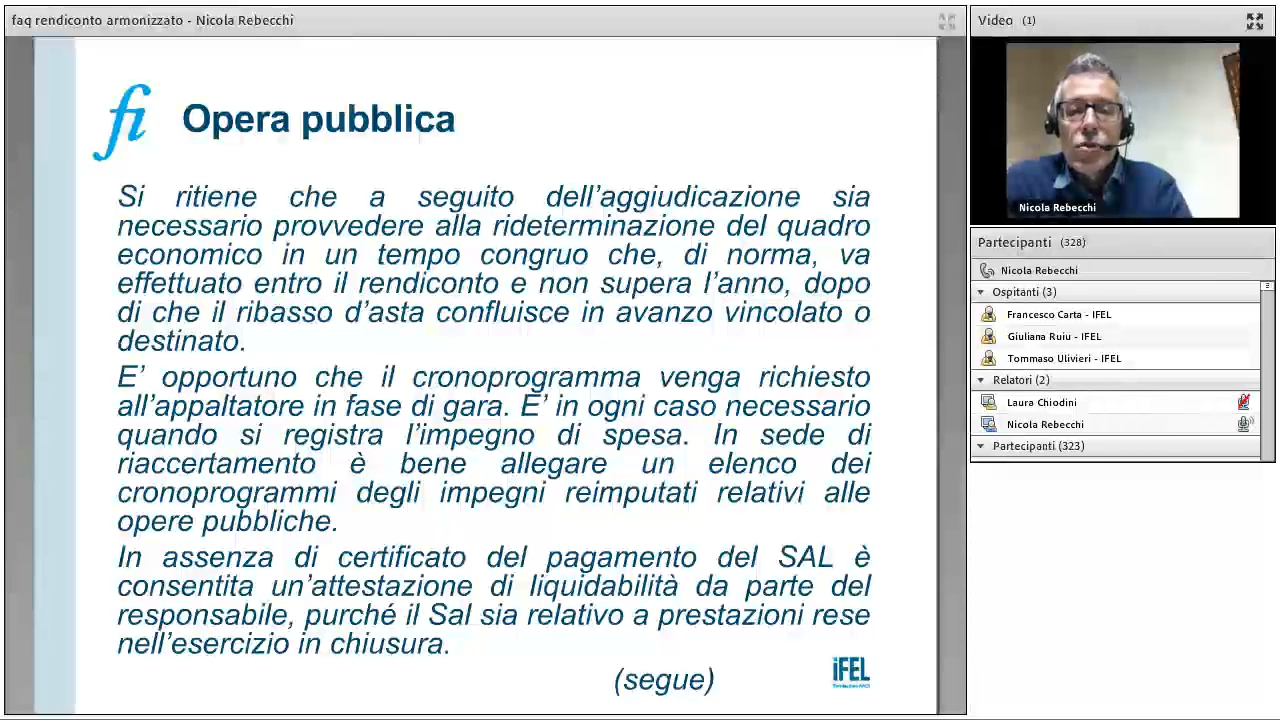 faq rendiconto armonizzato - Nicola Rebecchi
fi Opera pubblica
Si ritiene che a seguito dell'aggiudicazione sia
necessario provvedere alla rideterminazione del quadro
economico in un tempo congruo che, di norma, va
effettuato entro il rendiconto e non supera l'anno, dopo
di che il ribasso d'asta confluisce in avanzo vincolato o
destinato.
E' opportuno che il cronoprogramma venga richiesto
all'appaltatore in fase di gara. E' in ogni caso necessario
quando si registra l'impegno di spesa. In sede di
riaccertamento è bene allegare un elenco dei
cronoprogrammi degli impegni reimputati relativi alle
opere pubbliche.
In assenza di certificato del pagamento del SAL è
consentita un'attestazione di liquidabilità da parte del
responsabile, purché il Sal sia relativo a prestazioni rese
nell'esercizio in chiusura.
(segue)
iFEL
Video (1)
Nicola Rebecchi
Partecipanti (328)
Nicola Rebecchi
Ospitanti (3)
Francesco Carta - IFEL
Giuliana Ruiu - IFEL
Tommaso Ulivieri - IFEL
Relatori (2)
Laura Chiodini
Nicola Rebecchi
Partecipanti (323)